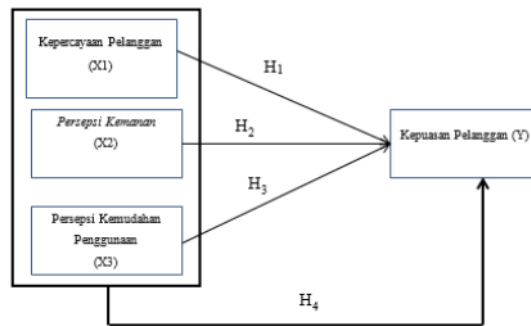 Kepercayaan Pelanggan
(X1)
H1
Persepsi Kemanan
(X2)
H2
Kepuasan Pelanggan (Y)
H3
Persepsi Kemudahan
Penggunaan
(X3)
H4